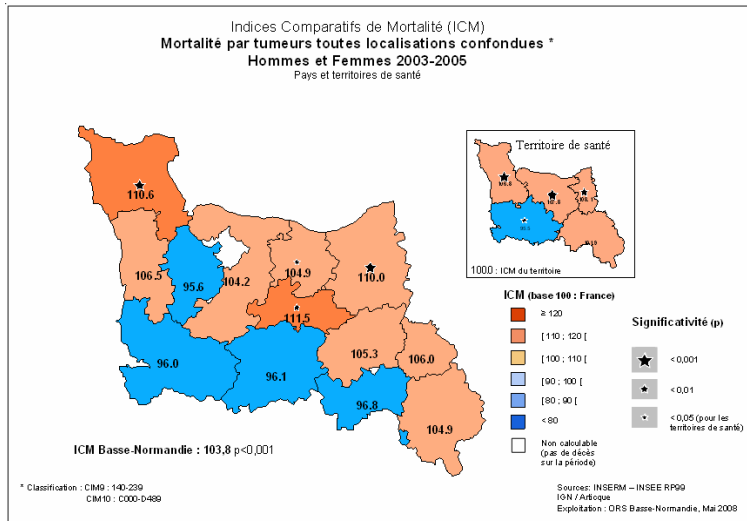 Indices Comparatifs de Mortalité (ICM)
Mortalité par tumeurs toutes localisations confondues *
Hommes et Femmes 2003-2005
Pays et territoires de santé
Territoire de santé
100.0 : ICM du territoire
110.6
106.5
95.6
104.2
104.9
110.0
111.5
96.0
96.1
105.3
106.0
96.8
104.9
ICM (base 100 : France)
≥ 120
[110 ; 120 [
[100 ; 110 [
[90 ; 100 [
[80 ; 90 [
< 80
Non calculable
(pas de décès
sur la période)
Significativité (p)
<0,001
<0,01
<0,05 (pour les
territoires de santé)
ICM Basse-Normandie : 103,8 p<0,001
* Classification : CIM9 : 140-239
CIM10 : C000-D489
Sources: INSERM – INSEE RP99
IGN / Artique
Exploitation : ORS Basse-Normandie, Mai 2008